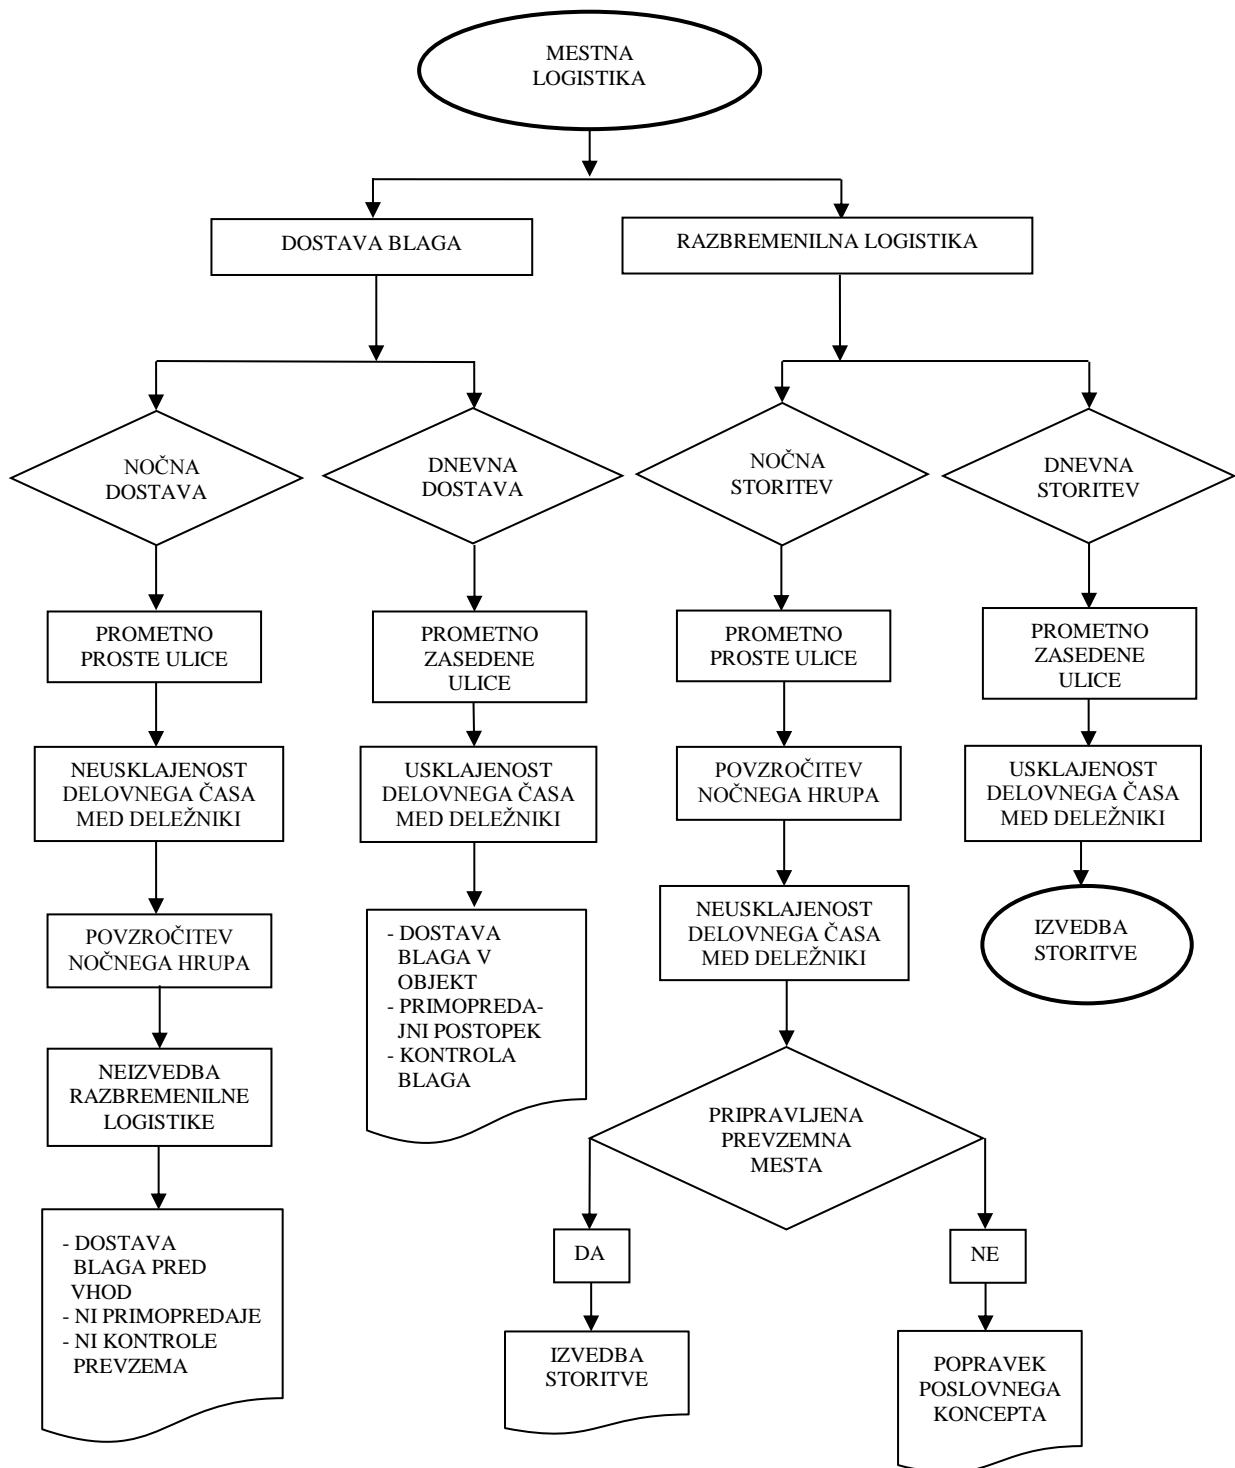 MESTNA
LOGISTIKA
DOSTAVA BLAGA
RAZBREMENILNA LOGISTIKA
NOČNA
DOSTAVA
DNEVNA
DOSTAVA
NOČNA
STORITEV
DNEVNA
STORITEV
PROMETNO
PROSTE ULICE
PROMETNO
ZASEDENE
ULICE
PROMETNO
PROSTE ULICE
PROMETNO
ZASEDENE
ULICE
NEUSKLAJENOST
DELOVNEGA ČASA
MED DELEŽNIKI
USKLAJENOST
DELOVNEGA ČASA
MED DELEŽNIKI
POVZROČITEV
NOČNEGA HRUPA
USKLAJENOST
DELOVNEGA ČASA
MED DELEŽNIKI
POVZROČITEV
NOČNEGA HRUPA
- DOSTAVA
BLAGA V
OBJEKT
- PRIMOPREDA-
JNI POSTOPEK
- KONTROLA
BLAGA
NEUSKLAJENOST
DELOVNEGA ČASA
MED DELEŽNIKI
IZVEDBA
STORITVE
NEIZVEDBA
RAZBREMENILNE
LOGISTIKE
PRIPRAVLJENA
PREVZEMNA
MESTA
- DOSTAVA
BLAGA PRED
VHOD
- NI PRIMOPREDAJE
- NI KONTROLE
PREVZEMA
DA
NE
IZVEDBA
STORITVE
POPRAVEK
POSLOVNEGA
KONCEPTA